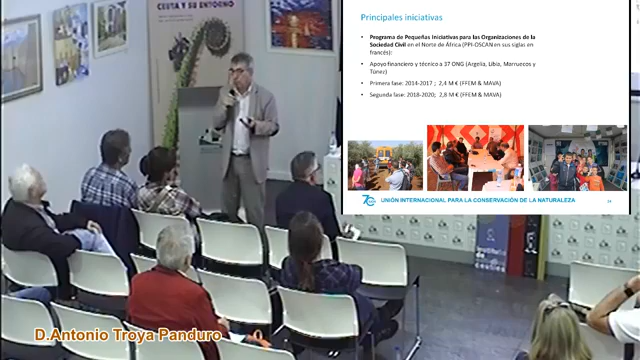 CEUTA Y SU ENTORNO
Principales iniciativas
• Programa de Pequeñas Iniciativas para las Organizaciones de la
Sociedad Civil en el Norte de África (PPI-OSCAN en sus siglas en
francés):
• Apoyo financiero y técnico a 37 ONG (Argelia, Libia, Marruecos y
Túnez)
• Primera fase: 2014-2017 ; 2,4 M € (FFEM & MAVA)
• Segunda fase: 2018-2020; 2,8 M € (FFEM & MAVA)
UNIÓN INTERNACIONAL PARA LA CONSERVACIÓN DE LA NATURALEZA
D.Antonio Troya Panduro